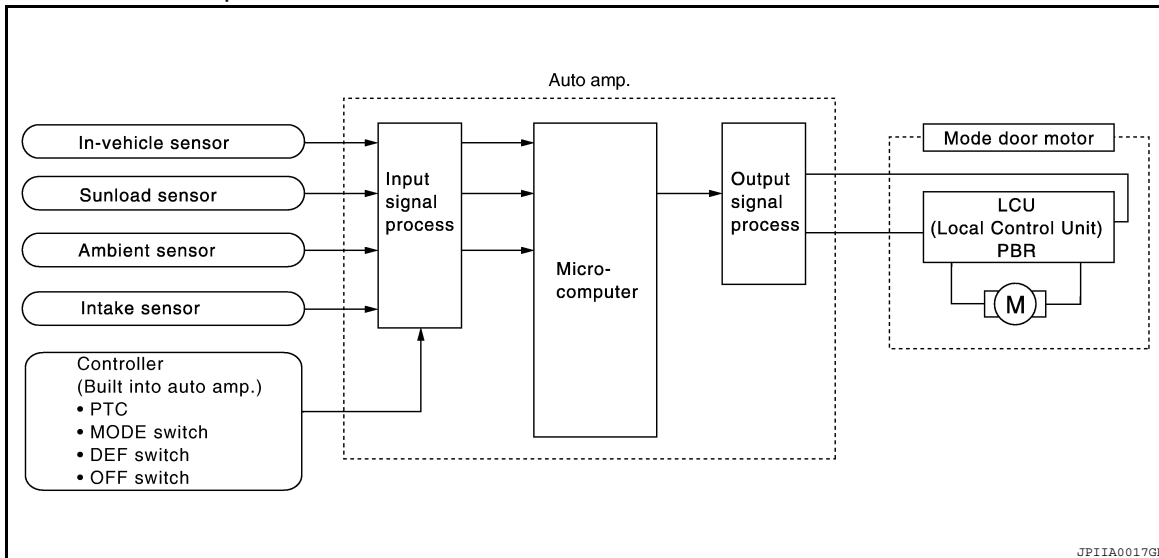 Auto amp.
In-vehicle sensor
Sunload sensor
Ambient sensor
Intake sensor
Controller
(Built into auto amp.)
• PTC
• MODE switch
• DEF switch
• OFF switch
Input
signal
process
Micro-
computer
Output
signal
process
Mode door motor
LCU
(Local Control Unit)
PBR
M